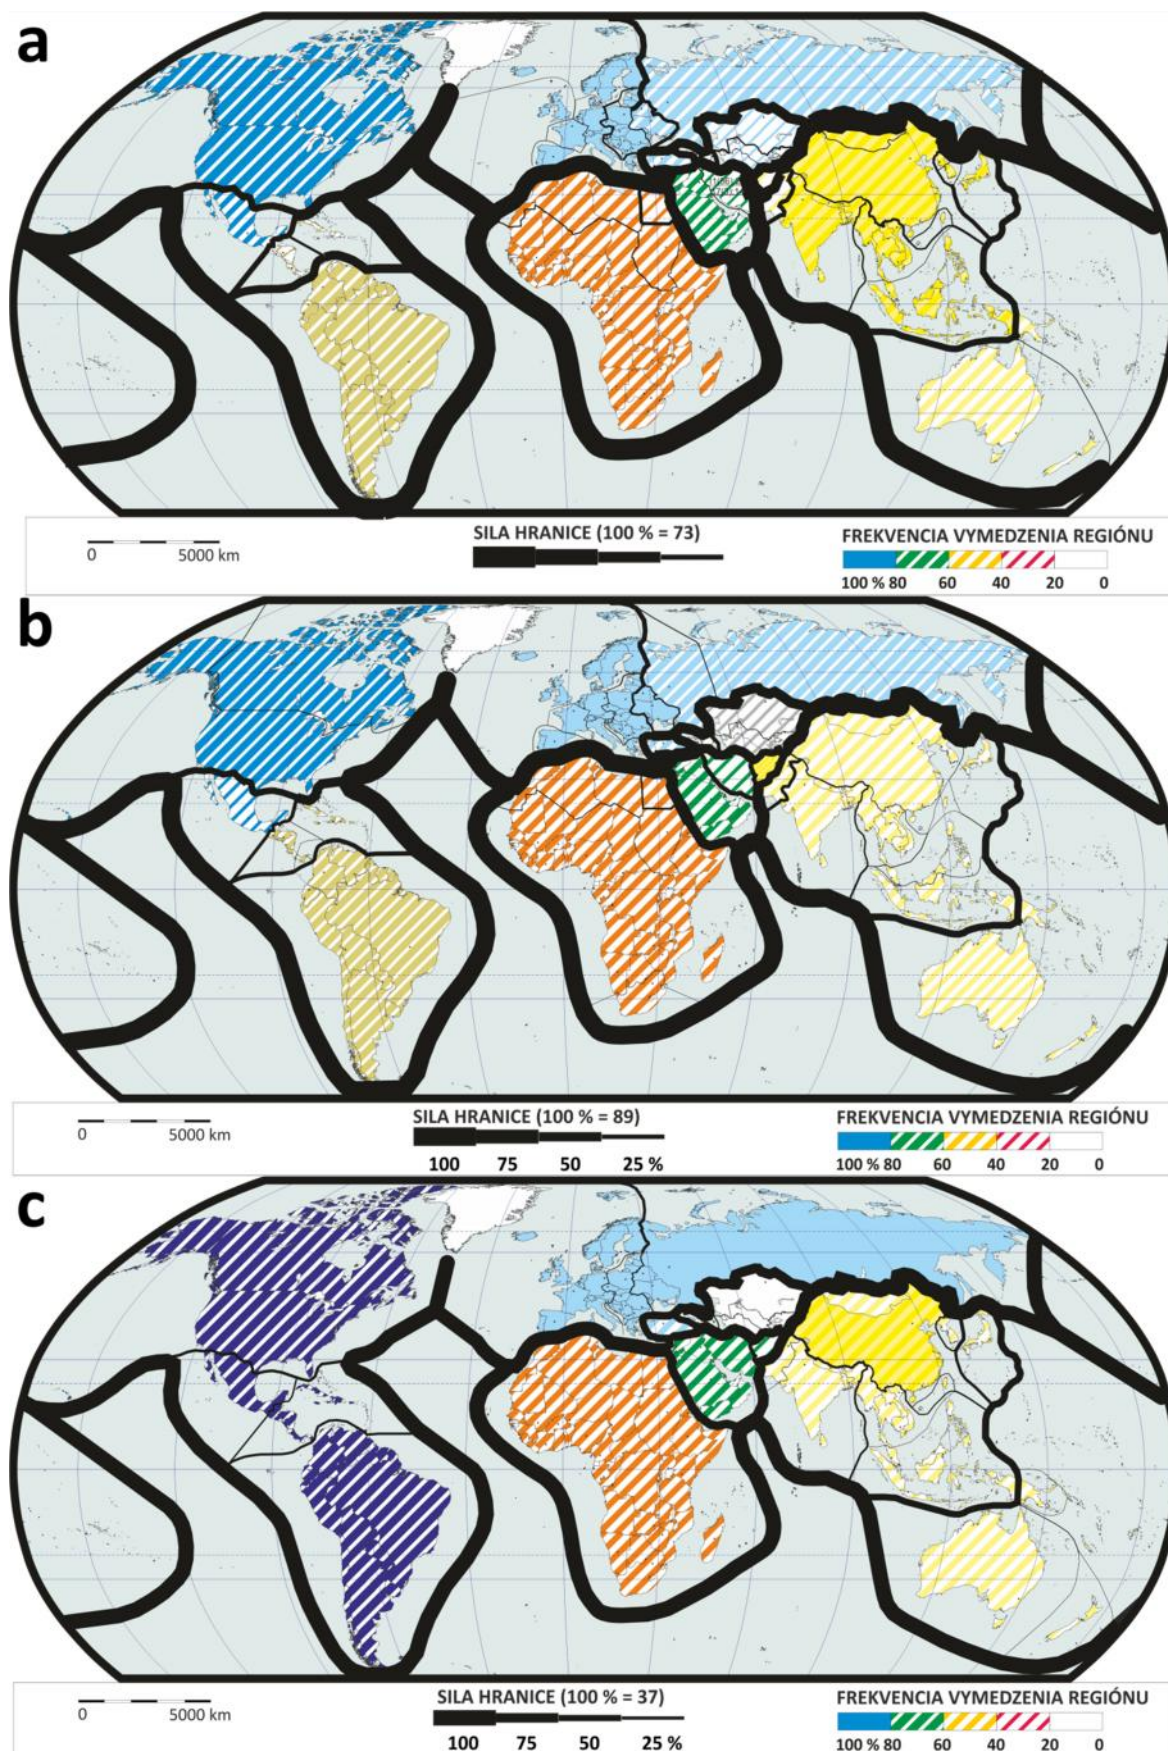 a
SILA HRANICE (100 % = 73)
FREKVENCIA VYMEDZENIA REGIÓNU
0 5000 km
100 % 80 60 40 20 0
b
SILA HRANICE (100 % = 89)
FREKVENCIA VYMEDZENIA REGIÓNU
0 5000 km
100 75 50 25 %
100 % 80 60 40 20 0
c
SILA HRANICE (100 % = 37)
FREKVENCIA VYMEDZENIA REGIÓNU
0 5000 km
100 75 50 25 %
100 % 80 60 40 20 0